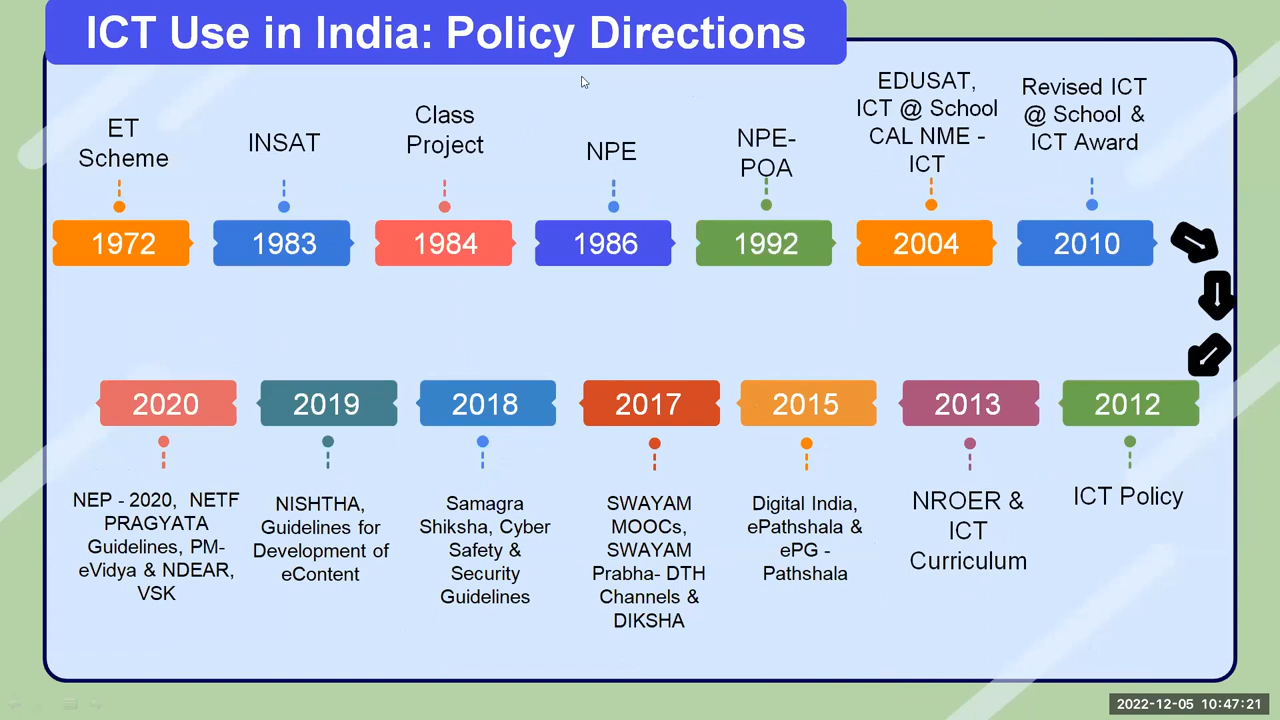 ICT Use in India: Policy Directions
ET
Scheme
INSAT
Class
Project
NPE
NPE-
POA
EDUSAT,
ICT @ School
CAL NME -
ICT
Revised ICT
@ School &
ICT Award
1972
1983
1984
1986
1992
2004
2010
2020
2019
2018
2017
2015
2013
2012
NEP - 2020, NETF
PRAGYATA
Guidelines, PM-
eVidya & NDEAR,
VSK
NISHTHA,
Guidelines for
Development of
eContent
Samagra
Shiksha, Cyber
Safety &
Security
Guidelines
SWAYAM
MOOCs,
SWAYAM
Prabha- DTH
Channels &
DIKSHA
Digital India,
ePathshala &
ePG -
Pathshala
NROER &
ICT
Curriculum
ICT Policy
2022-12-05 10:47:21